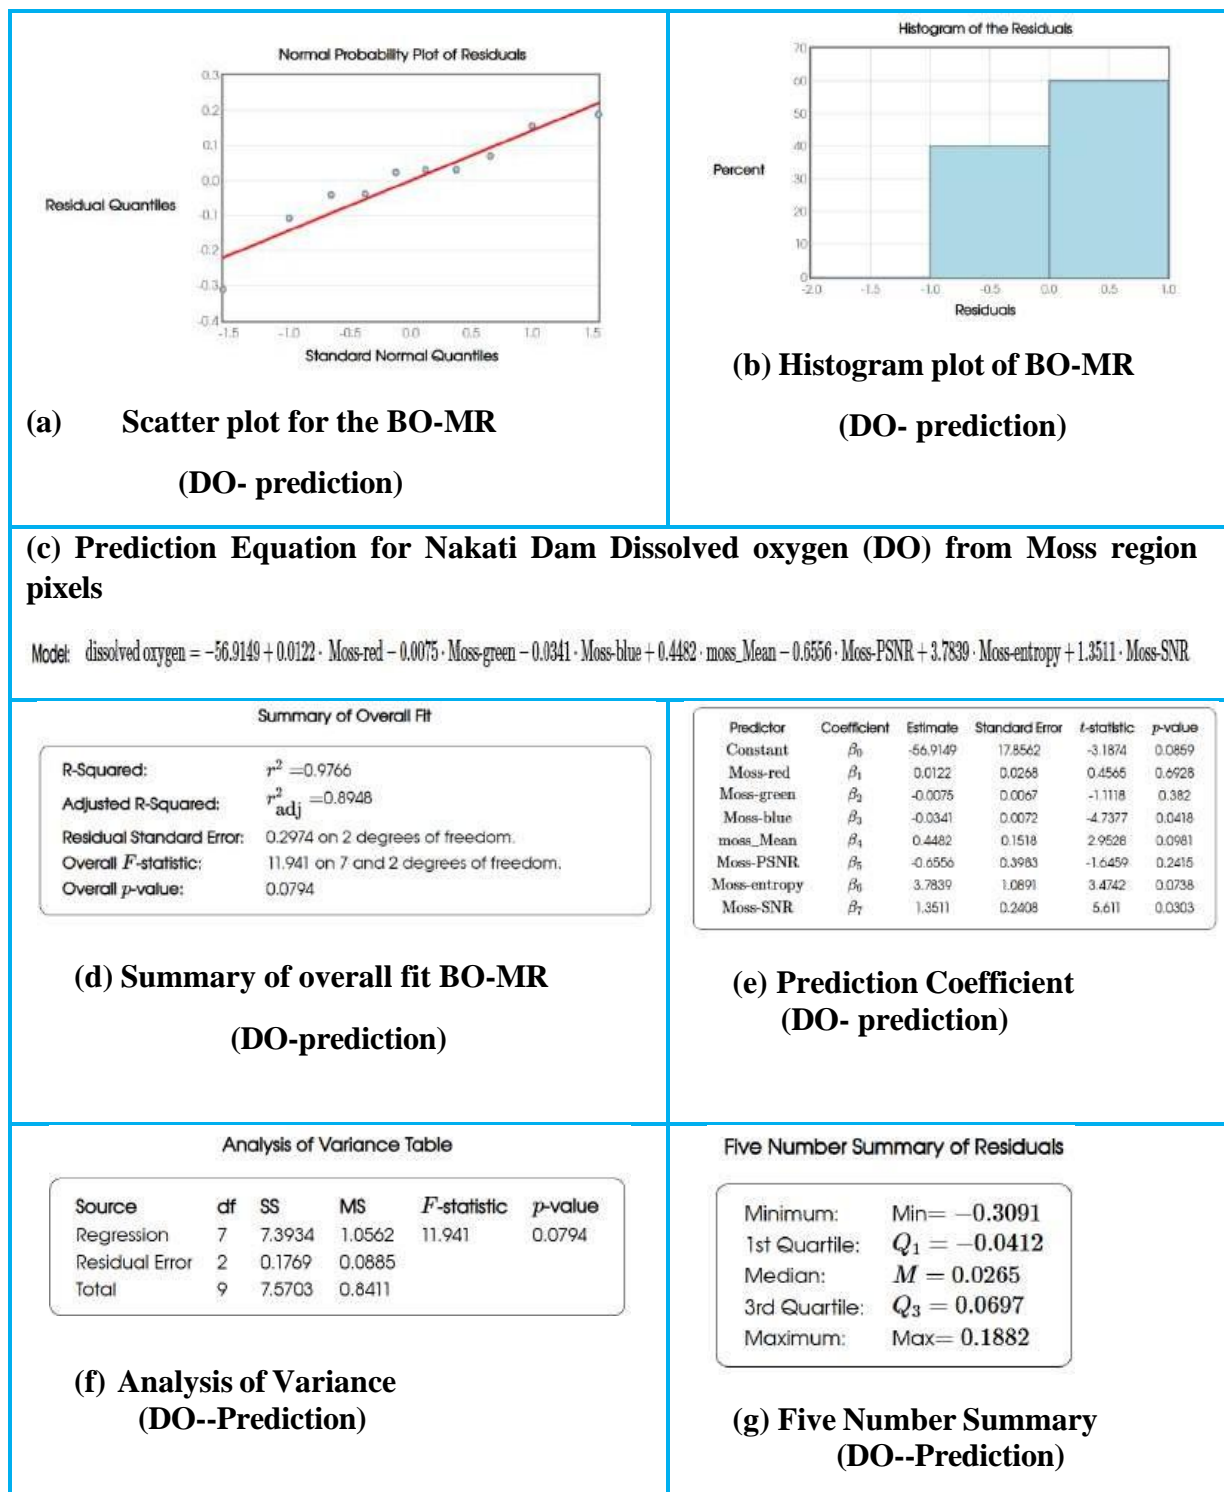 Normal Probability Plot of Residuals
0.3
0.2
0.1
0.0
-0.1
-0.2
-0.3
-0.4
Residual Quantiles
-1.5 -1.0 -0.5 0.0 0.5 1.0 1.5
Standard Normal Quantiles
(a) Scatter plot for the BO-MR
(DO- prediction)
Histogram of the Residuals
70
60
50
40
30
20
10
0
Percent
-2.0 -1.5 -1.0 -0.5 0.0 0.5 1.0
Residuals
(b) Histogram plot of BO-MR
(DO- prediction)
(c) Prediction Equation for Nakati Dam Dissolved oxygen (DO) from Moss region
pixels
Model: dissolved oxygen = −56.9149 + 0.0122 · Moss-red − 0.0075 · Moss-green − 0.0341 · Moss-blue + 0.4482 · moss_Mean − 0.6556 · Moss-PSNR + 3.7839 · Moss-entropy + 1.3511 · Moss-SNR
Summary of Overall Fit
R-Squared: r² =0.9766
Adjusted R-Squared: r²adj =0.8948
Residual Standard Error: 0.2974 on 2 degrees of freedom.
Overall F-statistic: 11.941 on 7 and 2 degrees of freedom.
Overall p-value: 0.0794
(d) Summary of overall fit BO-MR
(DO-prediction)
Predictor Coefficient Estimate Standard Error t-statistic p-value
Constant β0 -56.9149 17.8562 -3.1874 0.0859
Moss-red β1 0.0122 0.0268 0.4565 0.6928
Moss-green β2 -0.0075 0.0067 -1.1118 0.382
Moss-blue β3 -0.0341 0.0072 -4.7377 0.0418
moss_Mean β4 0.4482 0.1518 2.9528 0.0981
Moss-PSNR β5 -0.6556 0.3983 -1.6459 0.2415
Moss-entropy β6 3.7839 1.0891 3.4742 0.0738
Moss-SNR β7 1.3511 0.2408 5.611 0.0303
(e) Prediction Coefficient
(DO- prediction)
Analysis of Variance Table
Source df SS MS F-statistic p-value
Regression 7 7.3934 1.0562 11.941 0.0794
Residual Error 2 0.1769 0.0885
Total 9 7.5703 0.8411
(f) Analysis of Variance
(DO--Prediction)
Five Number Summary of Residuals
Minimum: Min= −0.3091
1st Quartile: Q1 = −0.0412
Median: M = 0.0265
3rd Quartile: Q3 = 0.0697
Maximum: Max= 0.1882
(g) Five Number Summary
(DO--Prediction)